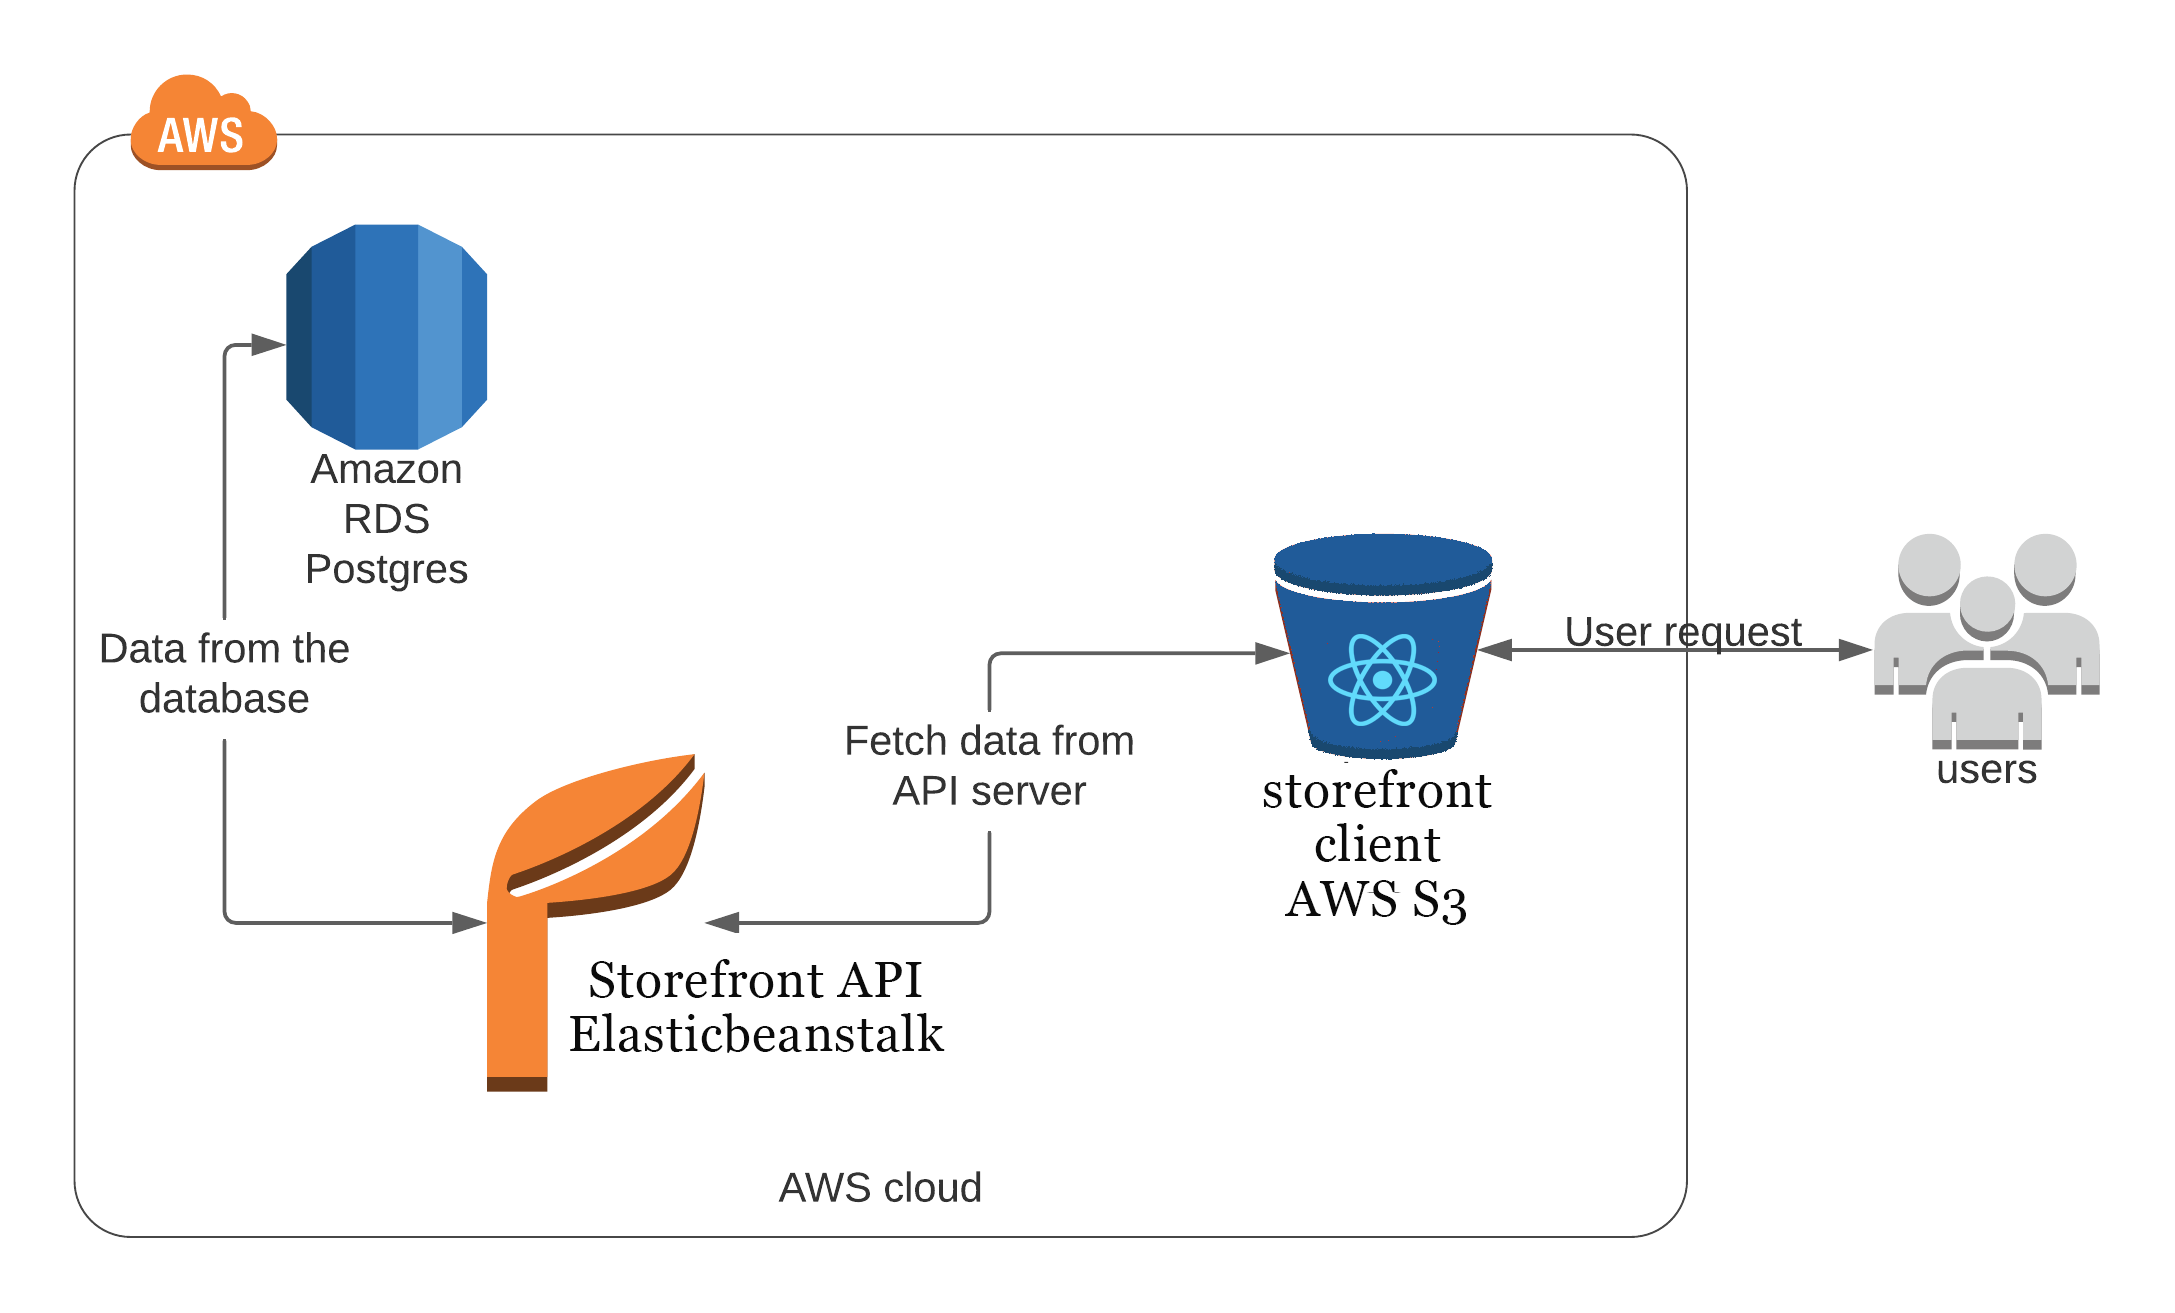 AWS
Amazon
RDS
Postgres
Data from the
database
Fetch data from
API server
Storefront API
Elasticbeanstalk
storefront
client
AWS S3
User request
users
AWS cloud